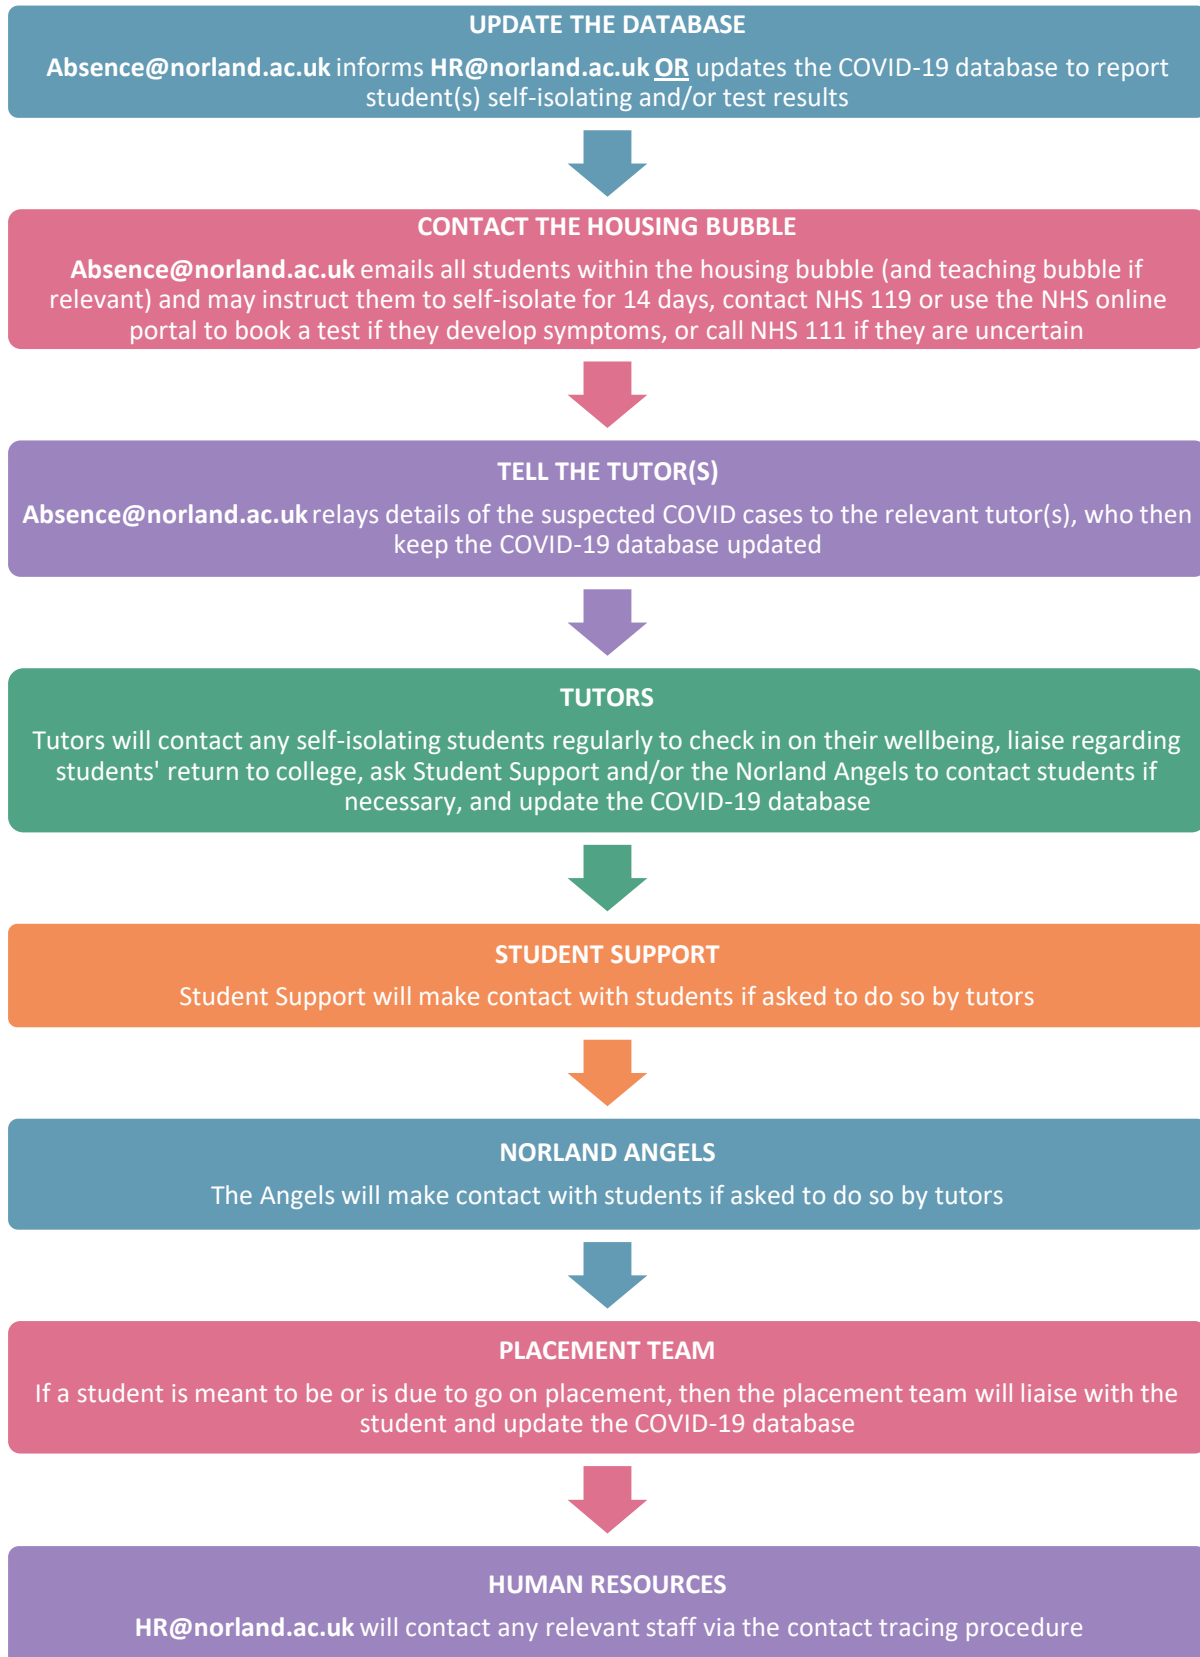 UPDATE THE DATABASE
Absence@norland.ac.uk informs HR@norland.ac.uk OR updates the COVID-19 database to report
student(s) self-isolating and/or test results
CONTACT THE HOUSING BUBBLE
Absence@norland.ac.uk emails all students within the housing bubble (and teaching bubble if
relevant) and may instruct them to self-isolate for 14 days, contact NHS 119 or use the NHS online
portal to book a test if they develop symptoms, or call NHS 111 if they are uncertain
TELL THE TUTOR(S)
Absence@norland.ac.uk relays details of the suspected COVID cases to the relevant tutor(s), who then
keep the COVID-19 database updated
TUTORS
Tutors will contact any self-isolating students regularly to check in on their wellbeing, liaise regarding
students' return to college, ask Student Support and/or the Norland Angels to contact students if
necessary, and update the COVID-19 database
STUDENT SUPPORT
Student Support will make contact with students if asked to do so by tutors
NORLAND ANGELS
The Angels will make contact with students if asked to do so by tutors
PLACEMENT TEAM
If a student is meant to be or is due to go on placement, then the placement team will liaise with the
student and update the COVID-19 database
HUMAN RESOURCES
HR@norland.ac.uk will contact any relevant staff via the contact tracing procedure